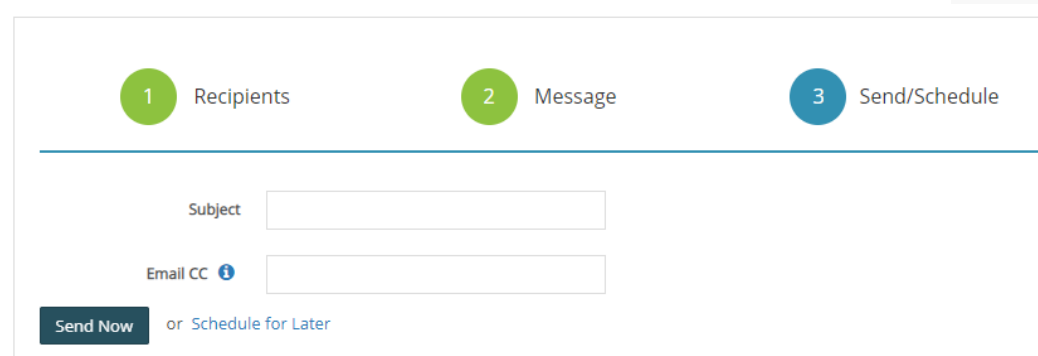 1 Recipients 2 Message 3 Send/Schedule
Subject
Email CC i
Send Now or Schedule for Later